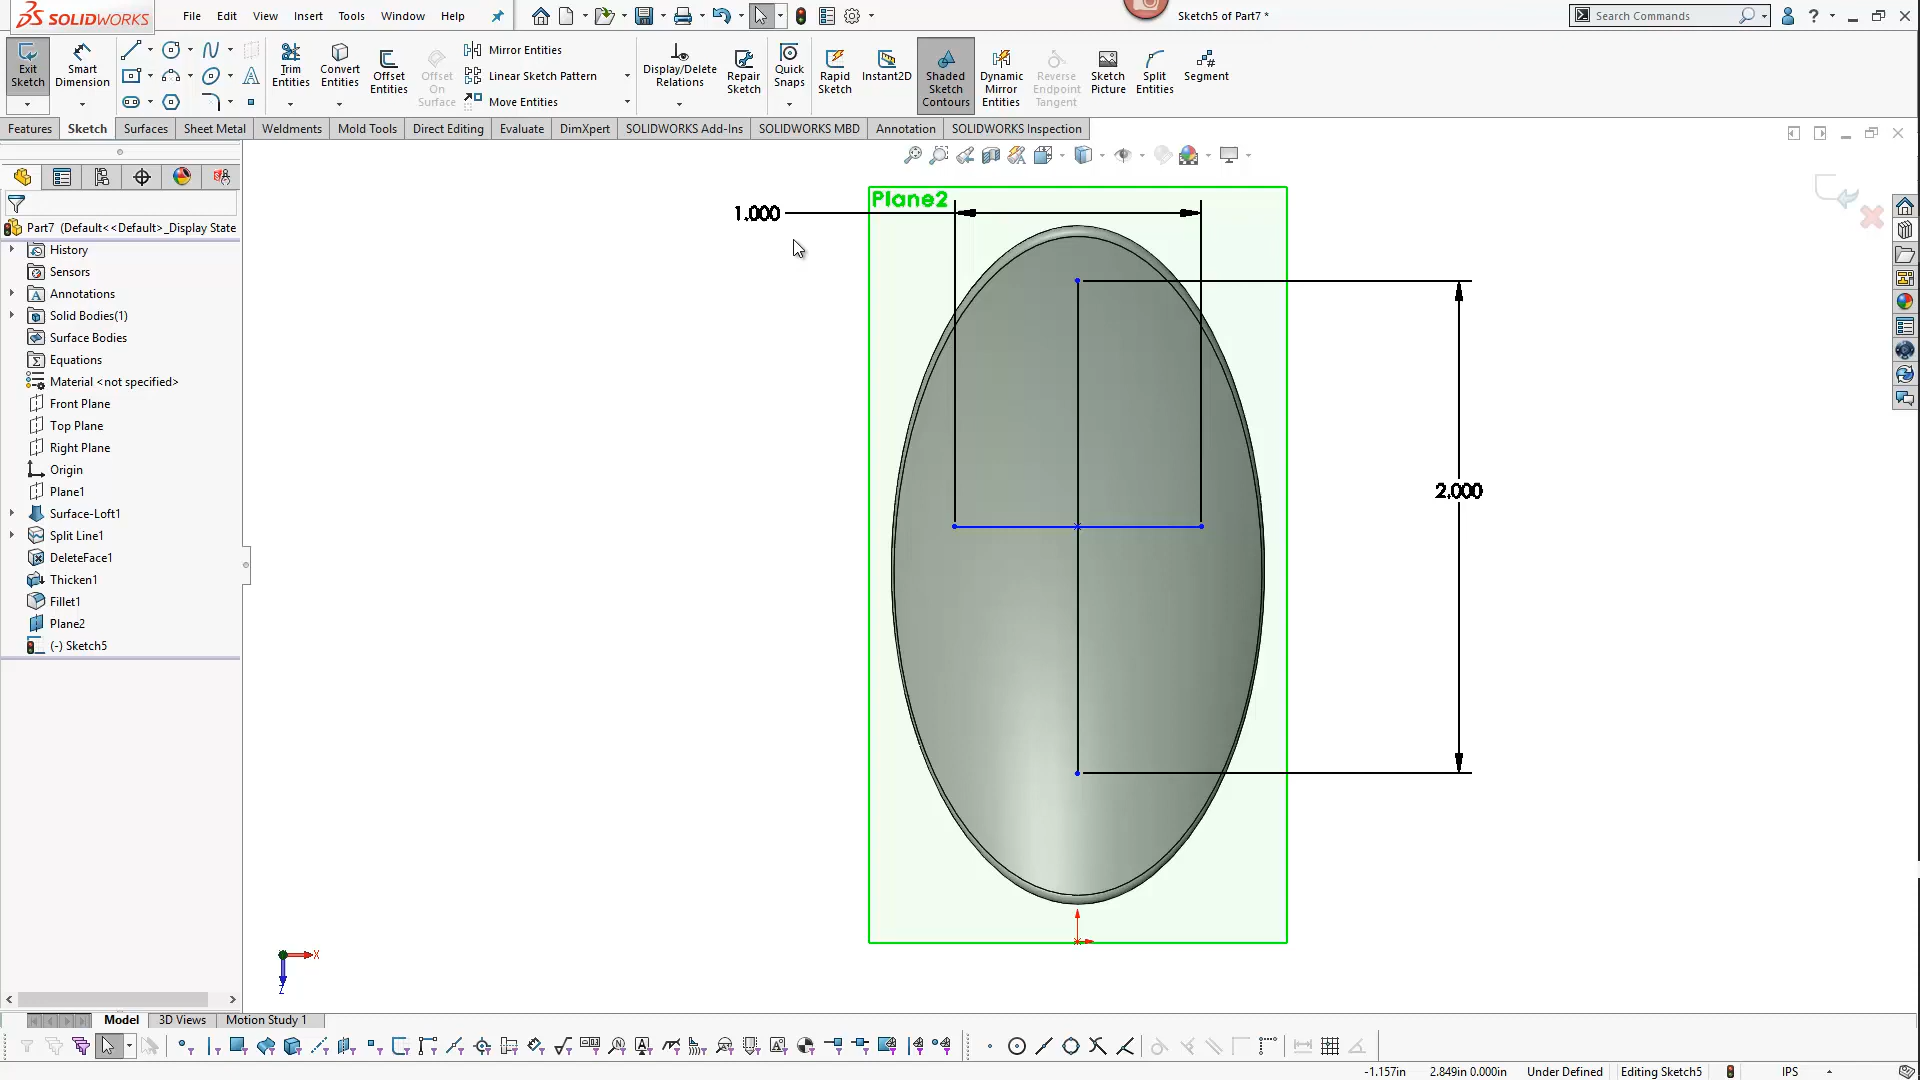 SOLIDWORKS File Edit View Insert Tools Window Help Sketch5 of Part7 * Search Commands ?
Exit Sketch
Smart Dimension
Trim Entities
Convert Entities
Offset Entities
Offset On Surface
Mirror Entities
Linear Sketch Pattern
Move Entities
Display/Delete Relations
Repair Sketch
Quick Snaps
Rapid Sketch
Instant2D
Shaded Sketch Contours
Dynamic Mirror Entities
Reverse Endpoint Tangent
Sketch Picture
Split Entities
Segment
Features Sketch Surfaces Sheet Metal Weldments Mold Tools Direct Editing Evaluate DimXpert SOLIDWORKS Add-Ins SOLIDWORKS MBD Annotation SOLIDWORKS Inspection
Part7 (Default<<Default>_Display State
History
Sensors
Annotations
Solid Bodies(1)
Surface Bodies
Equations
Material <not specified>
Front Plane
Top Plane
Right Plane
Origin
Plane1
Surface-Loft1
Split Line1
DeleteFace1
Thicken1
Fillet1
Plane2
(-) Sketch5
Plane2
1.000
2.000
X
Z
Model 3D Views Motion Study 1
-1.157in 2.849in 0.000in Under Defined Editing Sketch5 IPS